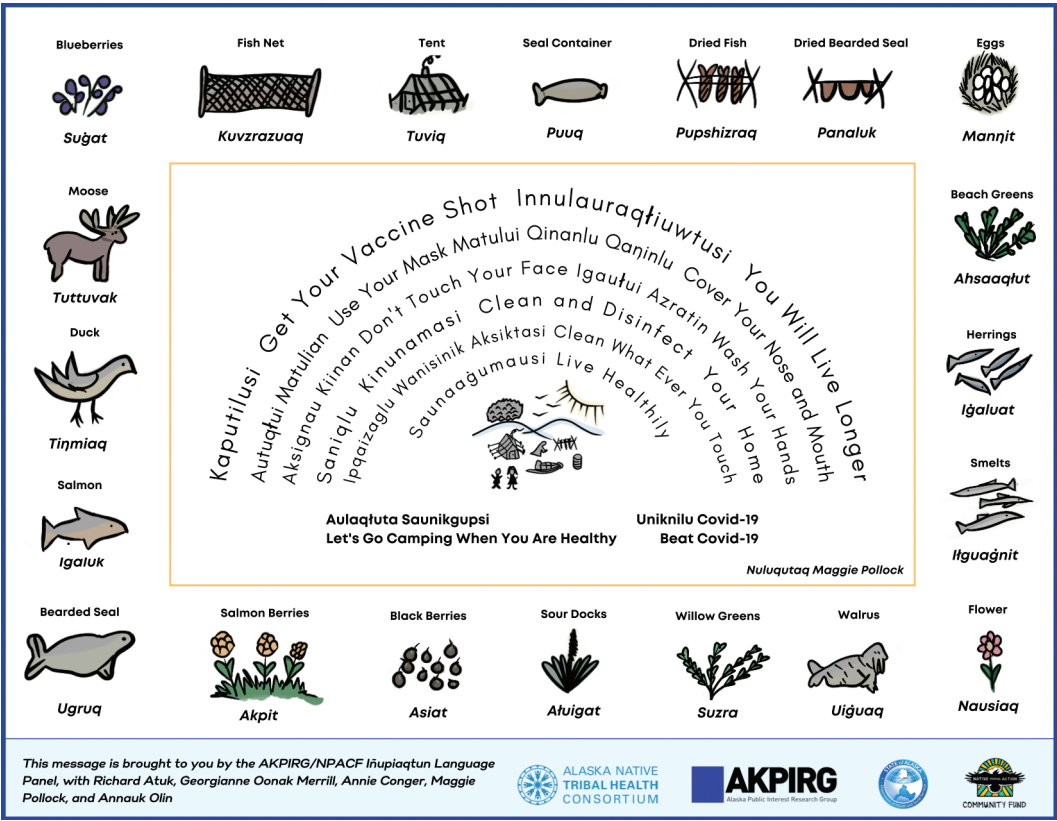 Blueberries
Suġat
Fish Net
Kuvzrazuaq
Tent
Tuviq
Seal Container
Puuq
Dried Fish
Pupshizraq
Dried Bearded Seal
Panaluk
Eggs
Manņit
Moose
Tuttuvak
Duck
Tiņmiaq
Salmon
Igaluk
Kaputilusi Get Your Vaccine Shot Innulauraqłiuwtusi You Will Live Longer
Autuqłui Matulian Use Your Mask Matului Qinanlu Qaņinlu Cover Your Nose and Mouth
Aksignau Kiinan Don't Touch Your Face Igaułui Azratin Wash Your Hands
Saniqlu Kinunamasi Clean and Disinfect Your Home
Ipqaizaglu Wanisinik Aksiktasi Clean What Ever You Touch
Saunaaġumausi Live Healthily
Aulaqłuta Saunikgupsi
Let's Go Camping When You Are Healthy
Uniknilu Covid-19
Beat Covid-19
Nuluqutaq Maggie Pollock
Beach Greens
Ahsaaqłut
Herrings
Iġaluat
Smelts
Iłguaġnit
Bearded Seal
Ugruq
Salmon Berries
Akpit
Black Berries
Asiat
Sour Docks
Ałuigat
Willow Greens
Suzra
Walrus
Uiġuaq
Flower
Nausiaq
This message is brought to you by the AKPIRG/NPACF Iñupiaqtun Language
Panel, with Richard Atuk, Georgianne Oonak Merrill, Annie Conger, Maggie
Pollock, and Annauk Olin
ALASKA NATIVE
TRIBAL HEALTH
CONSORTIUM
AKPIRG
Alaska Public Interest Research Group
STATE of ALASKA
COMMUNITY FUND